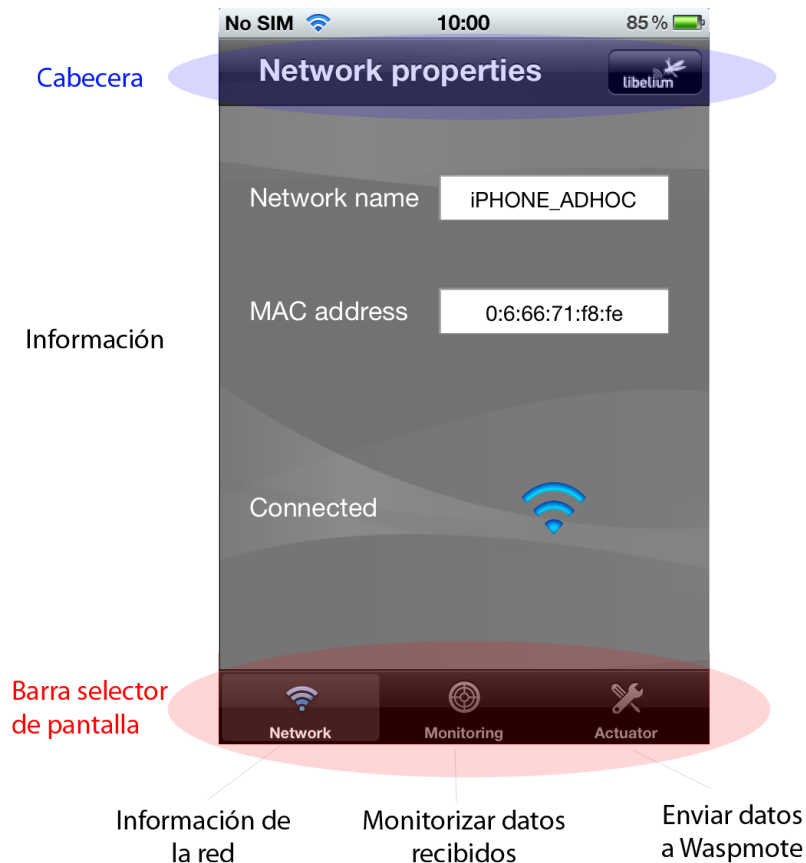 No SIM 10:00 85 %
Cabecera
Network properties
libelium
Network name
iPHONE_ADHOC
MAC address
0:6:66:71:f8:fe
Información
Connected
Barra selector
de pantalla
Network
Monitoring
Actuator
Información de
la red
Monitorizar datos
recibidos
Enviar datos
a Waspmote